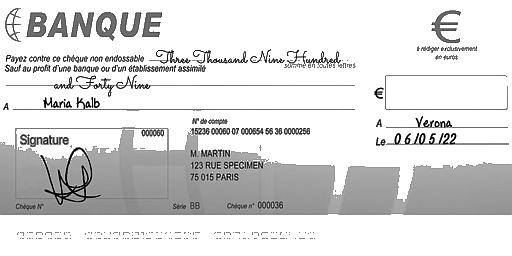 BANQUE
€
à rédiger exclusivement
en euros
Payez contre ce chèque non endossable Three Thousand Nine Hundred
Sauf au profit d'une banque ou d'un établissement assimilé
somme en toutes lettres
and Forty Nine
€
A Maria Kalb
A Verona
Le 06/05/22
Signature
000060
N° de compte
15236 00060 07 000654 56 36 0000256
M. MARTIN
123 RUE SPECIMEN
75 015 PARIS
Chèque N°
Série BB
Chèque n° 000036